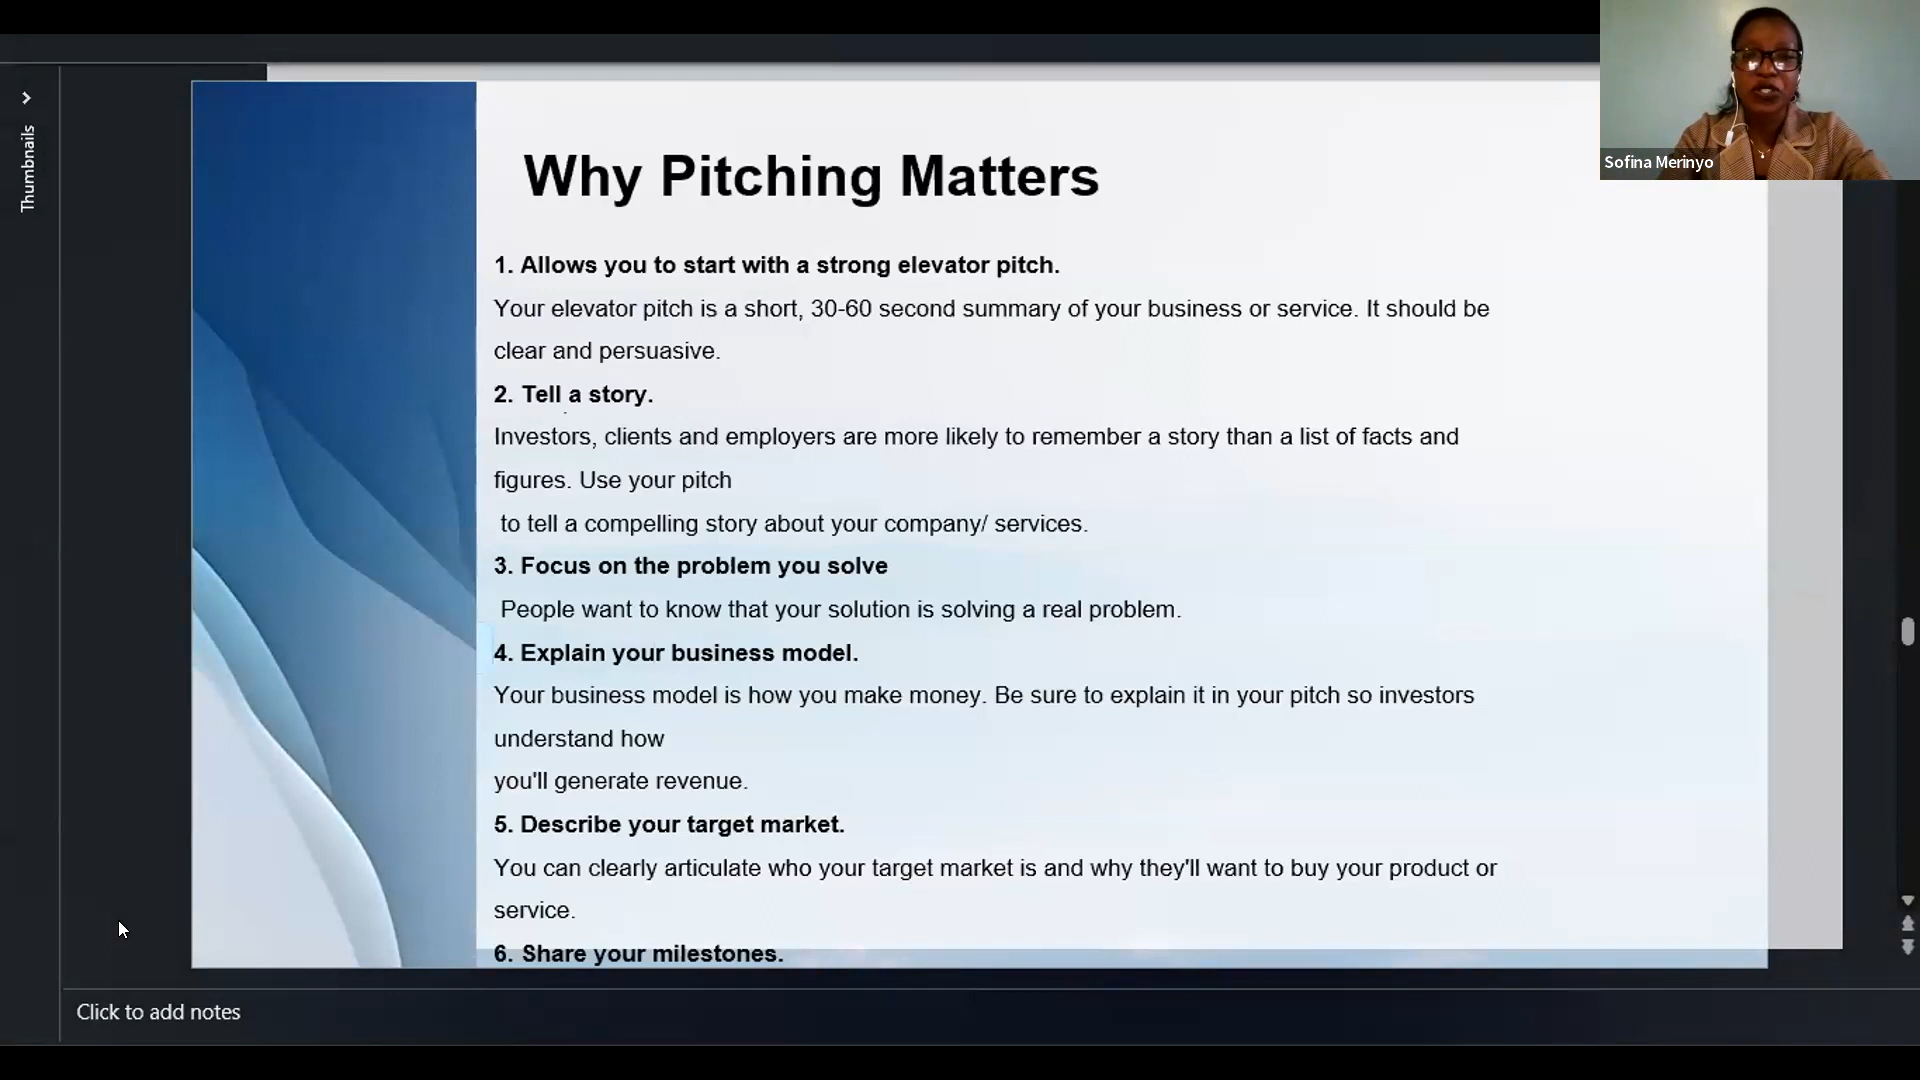 Thumbnails
Sofina Merinyo
Why Pitching Matters
1. Allows you to start with a strong elevator pitch.
Your elevator pitch is a short, 30-60 second summary of your business or service. It should be
clear and persuasive.
2. Tell a story.
Investors, clients and employers are more likely to remember a story than a list of facts and
figures. Use your pitch
to tell a compelling story about your company/ services.
3. Focus on the problem you solve
People want to know that your solution is solving a real problem.
4. Explain your business model.
Your business model is how you make money. Be sure to explain it in your pitch so investors
understand how
you'll generate revenue.
5. Describe your target market.
You can clearly articulate who your target market is and why they'll want to buy your product or
service.
6. Share your milestones.
Click to add notes